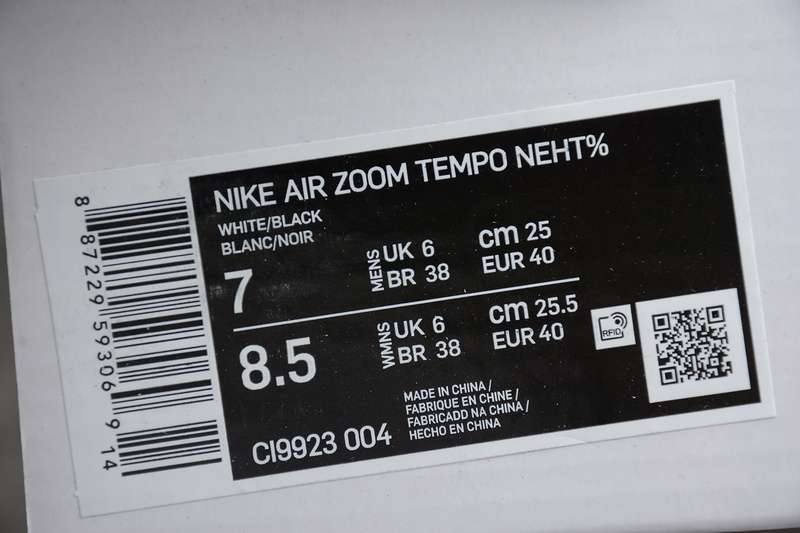 NIKE AIR ZOOM TEMPO NEHT%
WHITE/BLACK
BLANC/NOIR
7
MENS
UK 6
BR 38
cm 25
EUR 40
8.5
WMNS
UK 6
BR 38
cm 25.5
EUR 40
RFID
CI9923 004
MADE IN CHINA /
FABRIQUE EN CHINE /
FABRICADO NA CHINA /
HECHO EN CHINA
8 87229 59306 9 14